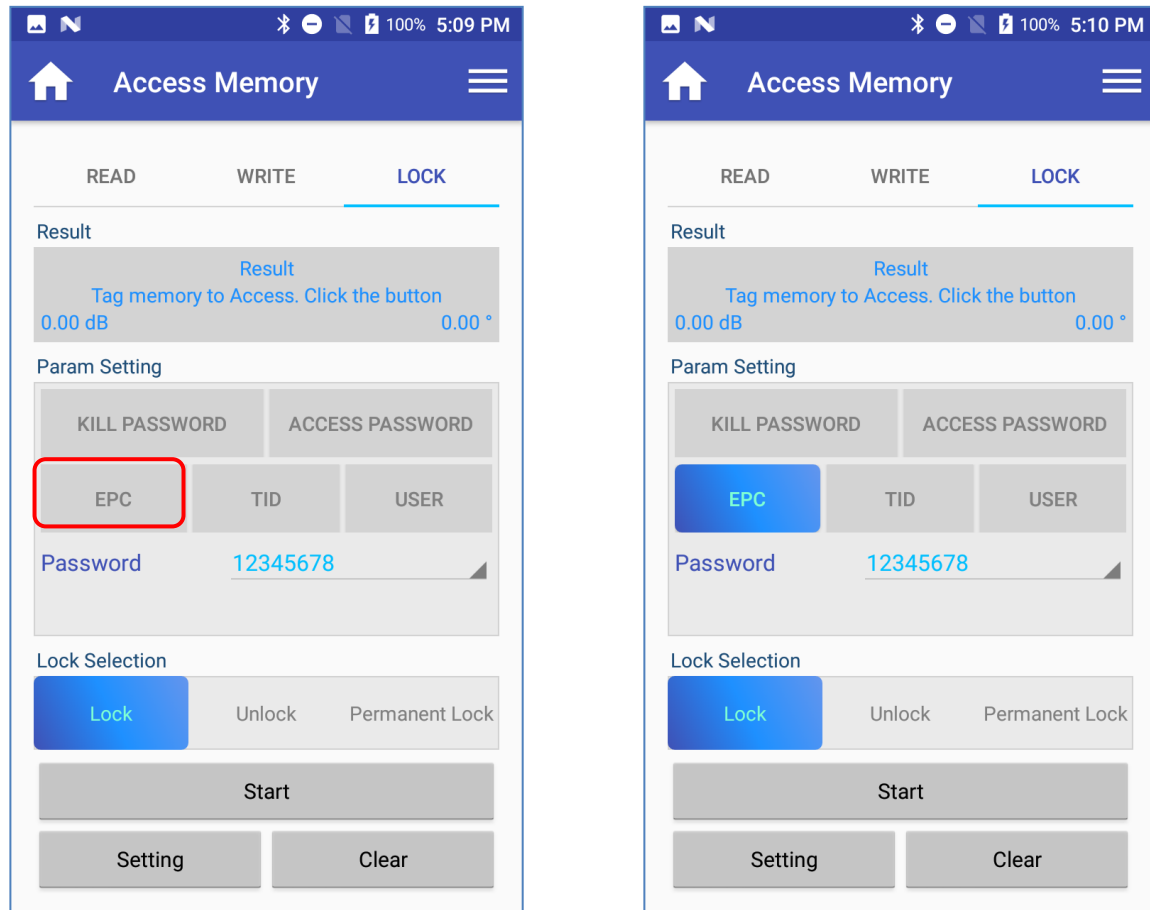 100% 5:09 PM
Access Memory
READ WRITE LOCK
Result
Result
Tag memory to Access. Click the button
0.00 dB 0.00 °
Param Setting
KILL PASSWORD ACCESS PASSWORD
EPC TID USER
Password 12345678
Lock Selection
Lock Unlock Permanent Lock
Start
Setting Clear
100% 5:10 PM
Access Memory
READ WRITE LOCK
Result
Result
Tag memory to Access. Click the button
0.00 dB 0.00 °
Param Setting
KILL PASSWORD ACCESS PASSWORD
EPC TID USER
Password 12345678
Lock Selection
Lock Unlock Permanent Lock
Start
Setting Clear